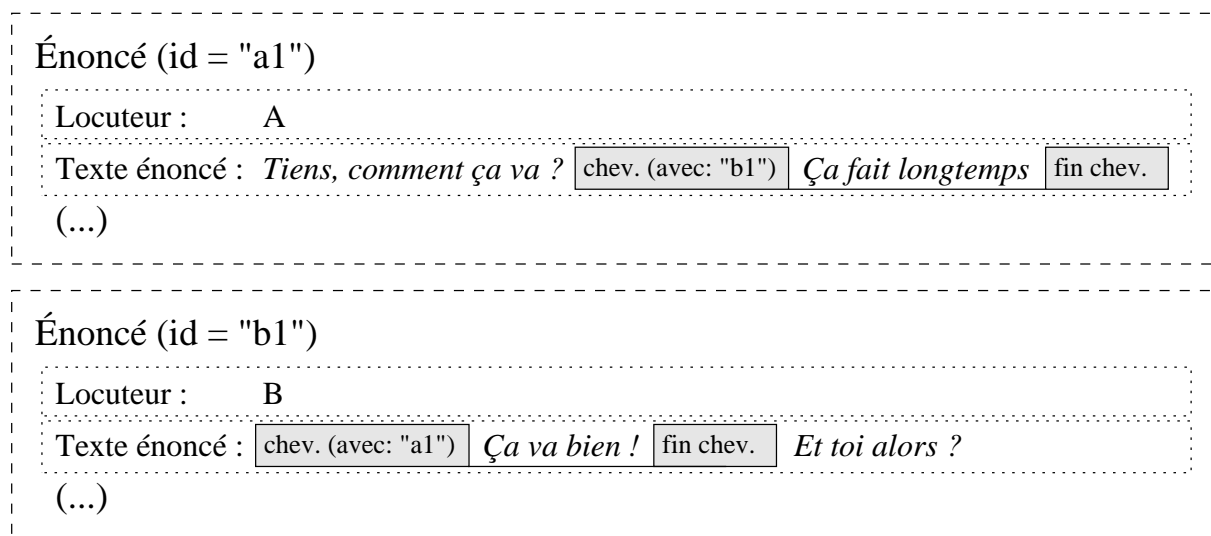 Énoncé (id = "a1")
Locuteur : A
Texte énoncé : Tiens, comment ça va ? chev. (avec: "b1") Ça fait longtemps fin chev.
(...)
Énoncé (id = "b1")
Locuteur : B
Texte énoncé : chev. (avec: "a1") Ça va bien ! fin chev. Et toi alors ?
(...)